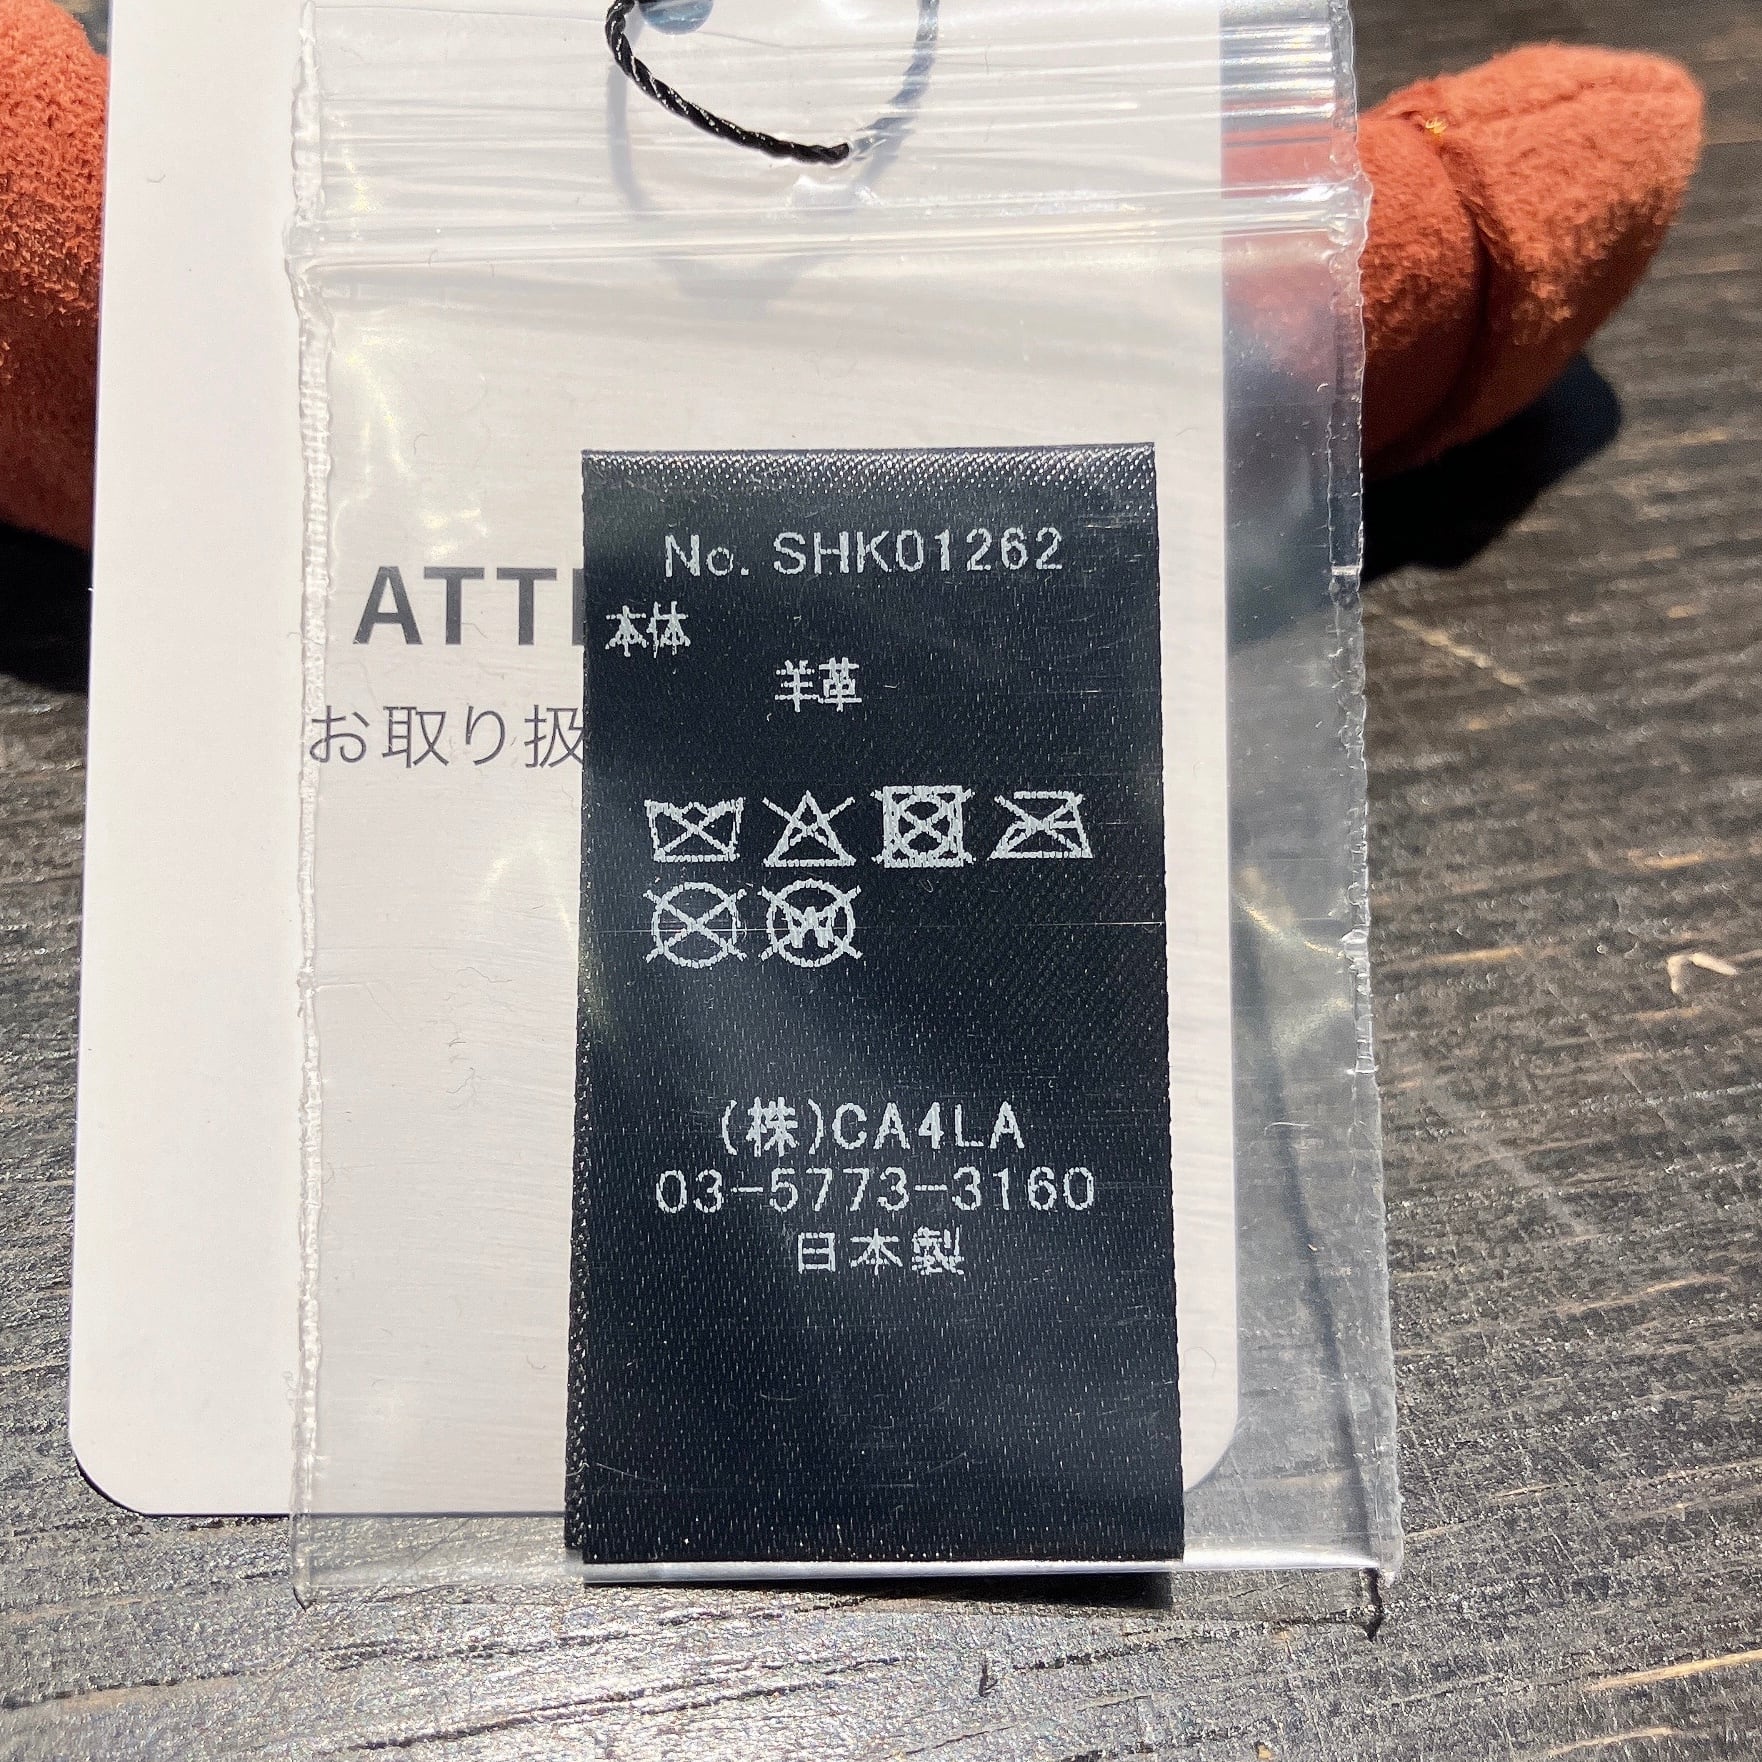 ATT
お取り扱
No. SHK01262
本体
羊革
(株)CA4LA
03-5773-3160
日本製